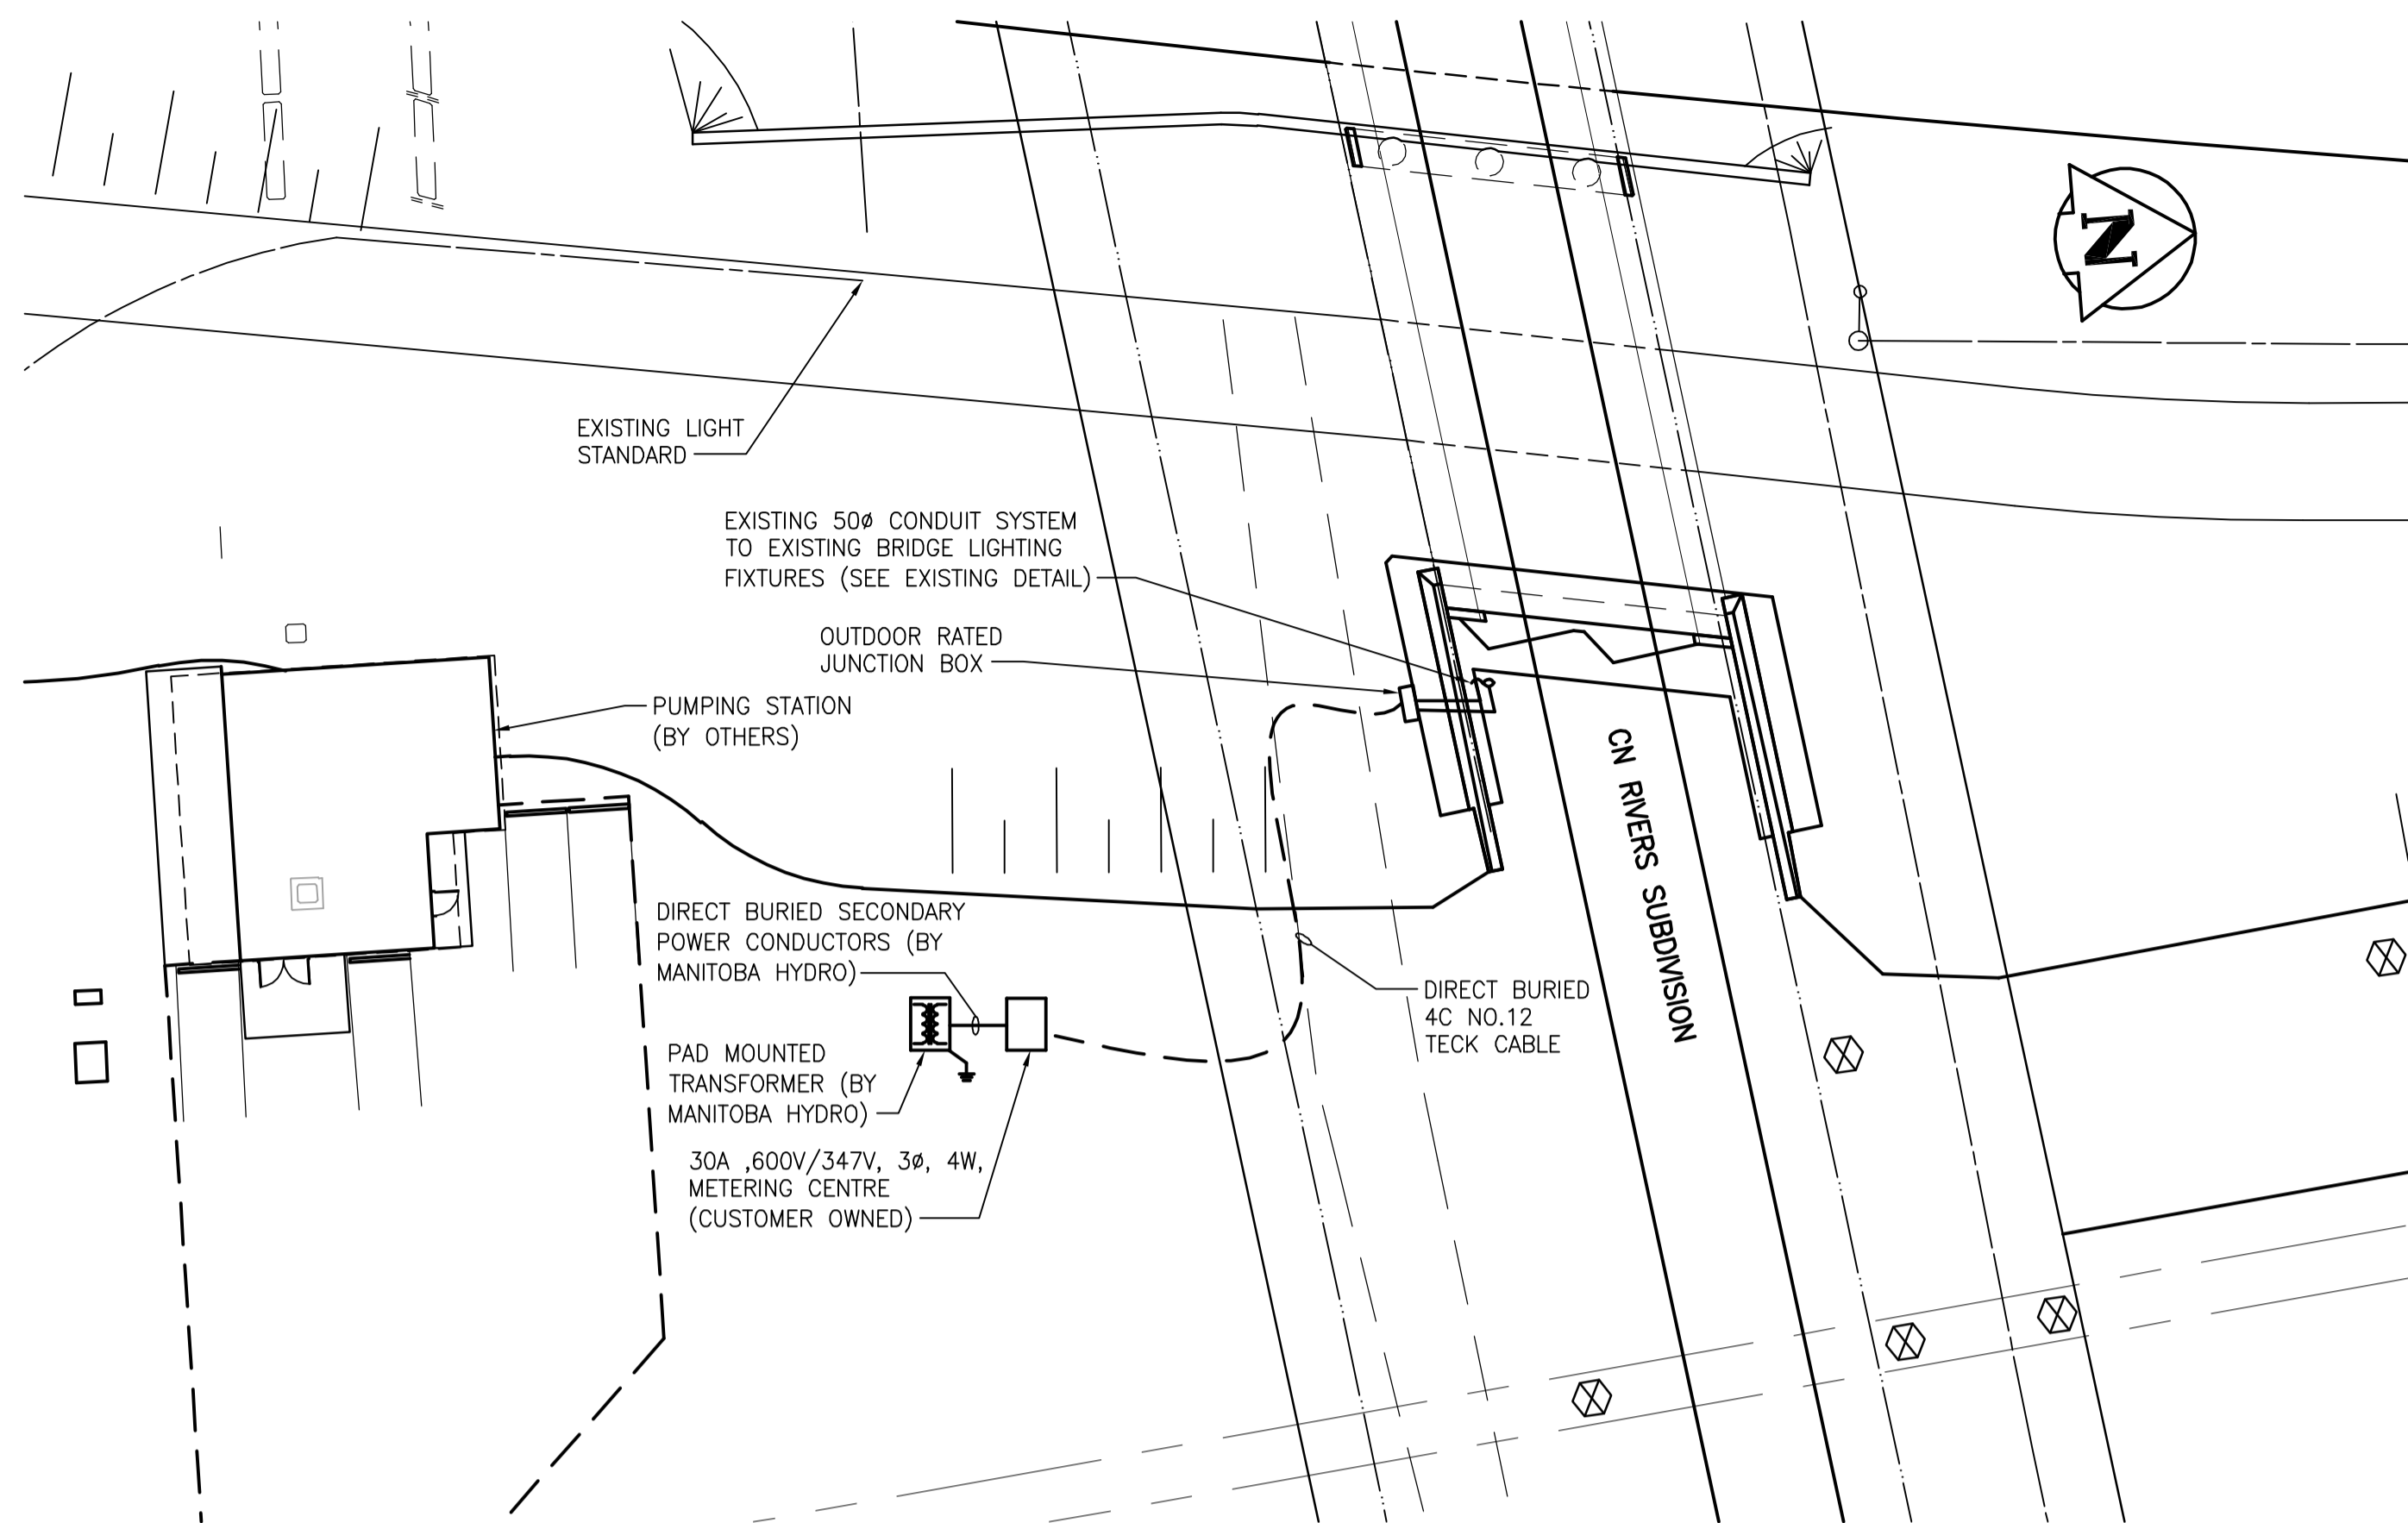 N
EXISTING LIGHT
STANDARD
EXISTING 50ø CONDUIT SYSTEM
TO EXISTING BRIDGE LIGHTING
FIXTURES (SEE EXISTING DETAIL)
OUTDOOR RATED
JUNCTION BOX
PUMPING STATION
(BY OTHERS)
CN RIVERS SUBDIVISION
DIRECT BURIED SECONDARY
POWER CONDUCTORS (BY
MANITOBA HYDRO)
DIRECT BURIED
4C NO.12
TECK CABLE
PAD MOUNTED
TRANSFORMER (BY
MANITOBA HYDRO)
30A ,600V/347V, 3ø, 4W,
METERING CENTRE
(CUSTOMER OWNED)